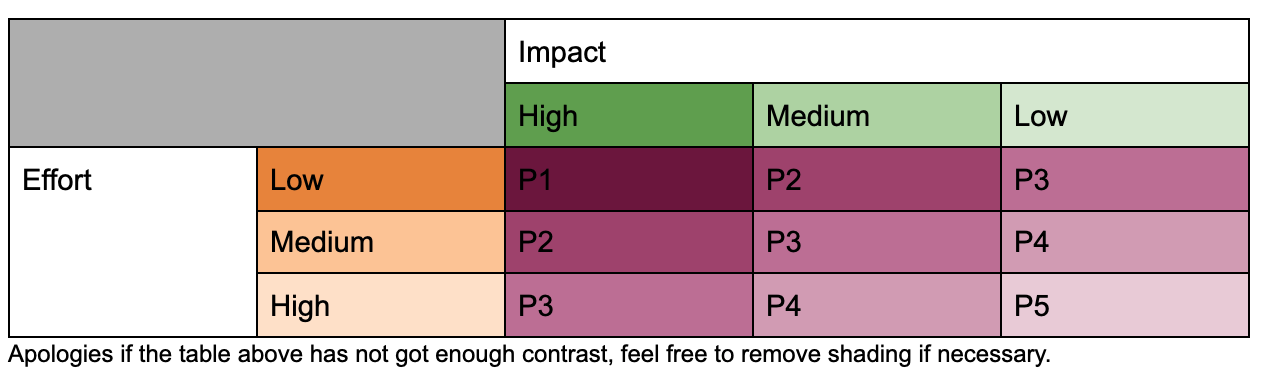 Impact
High Medium Low
Effort Low P1 P2 P3
Medium P2 P3 P4
High P3 P4 P5
Apologies if the table above has not got enough contrast, feel free to remove shading if necessary.